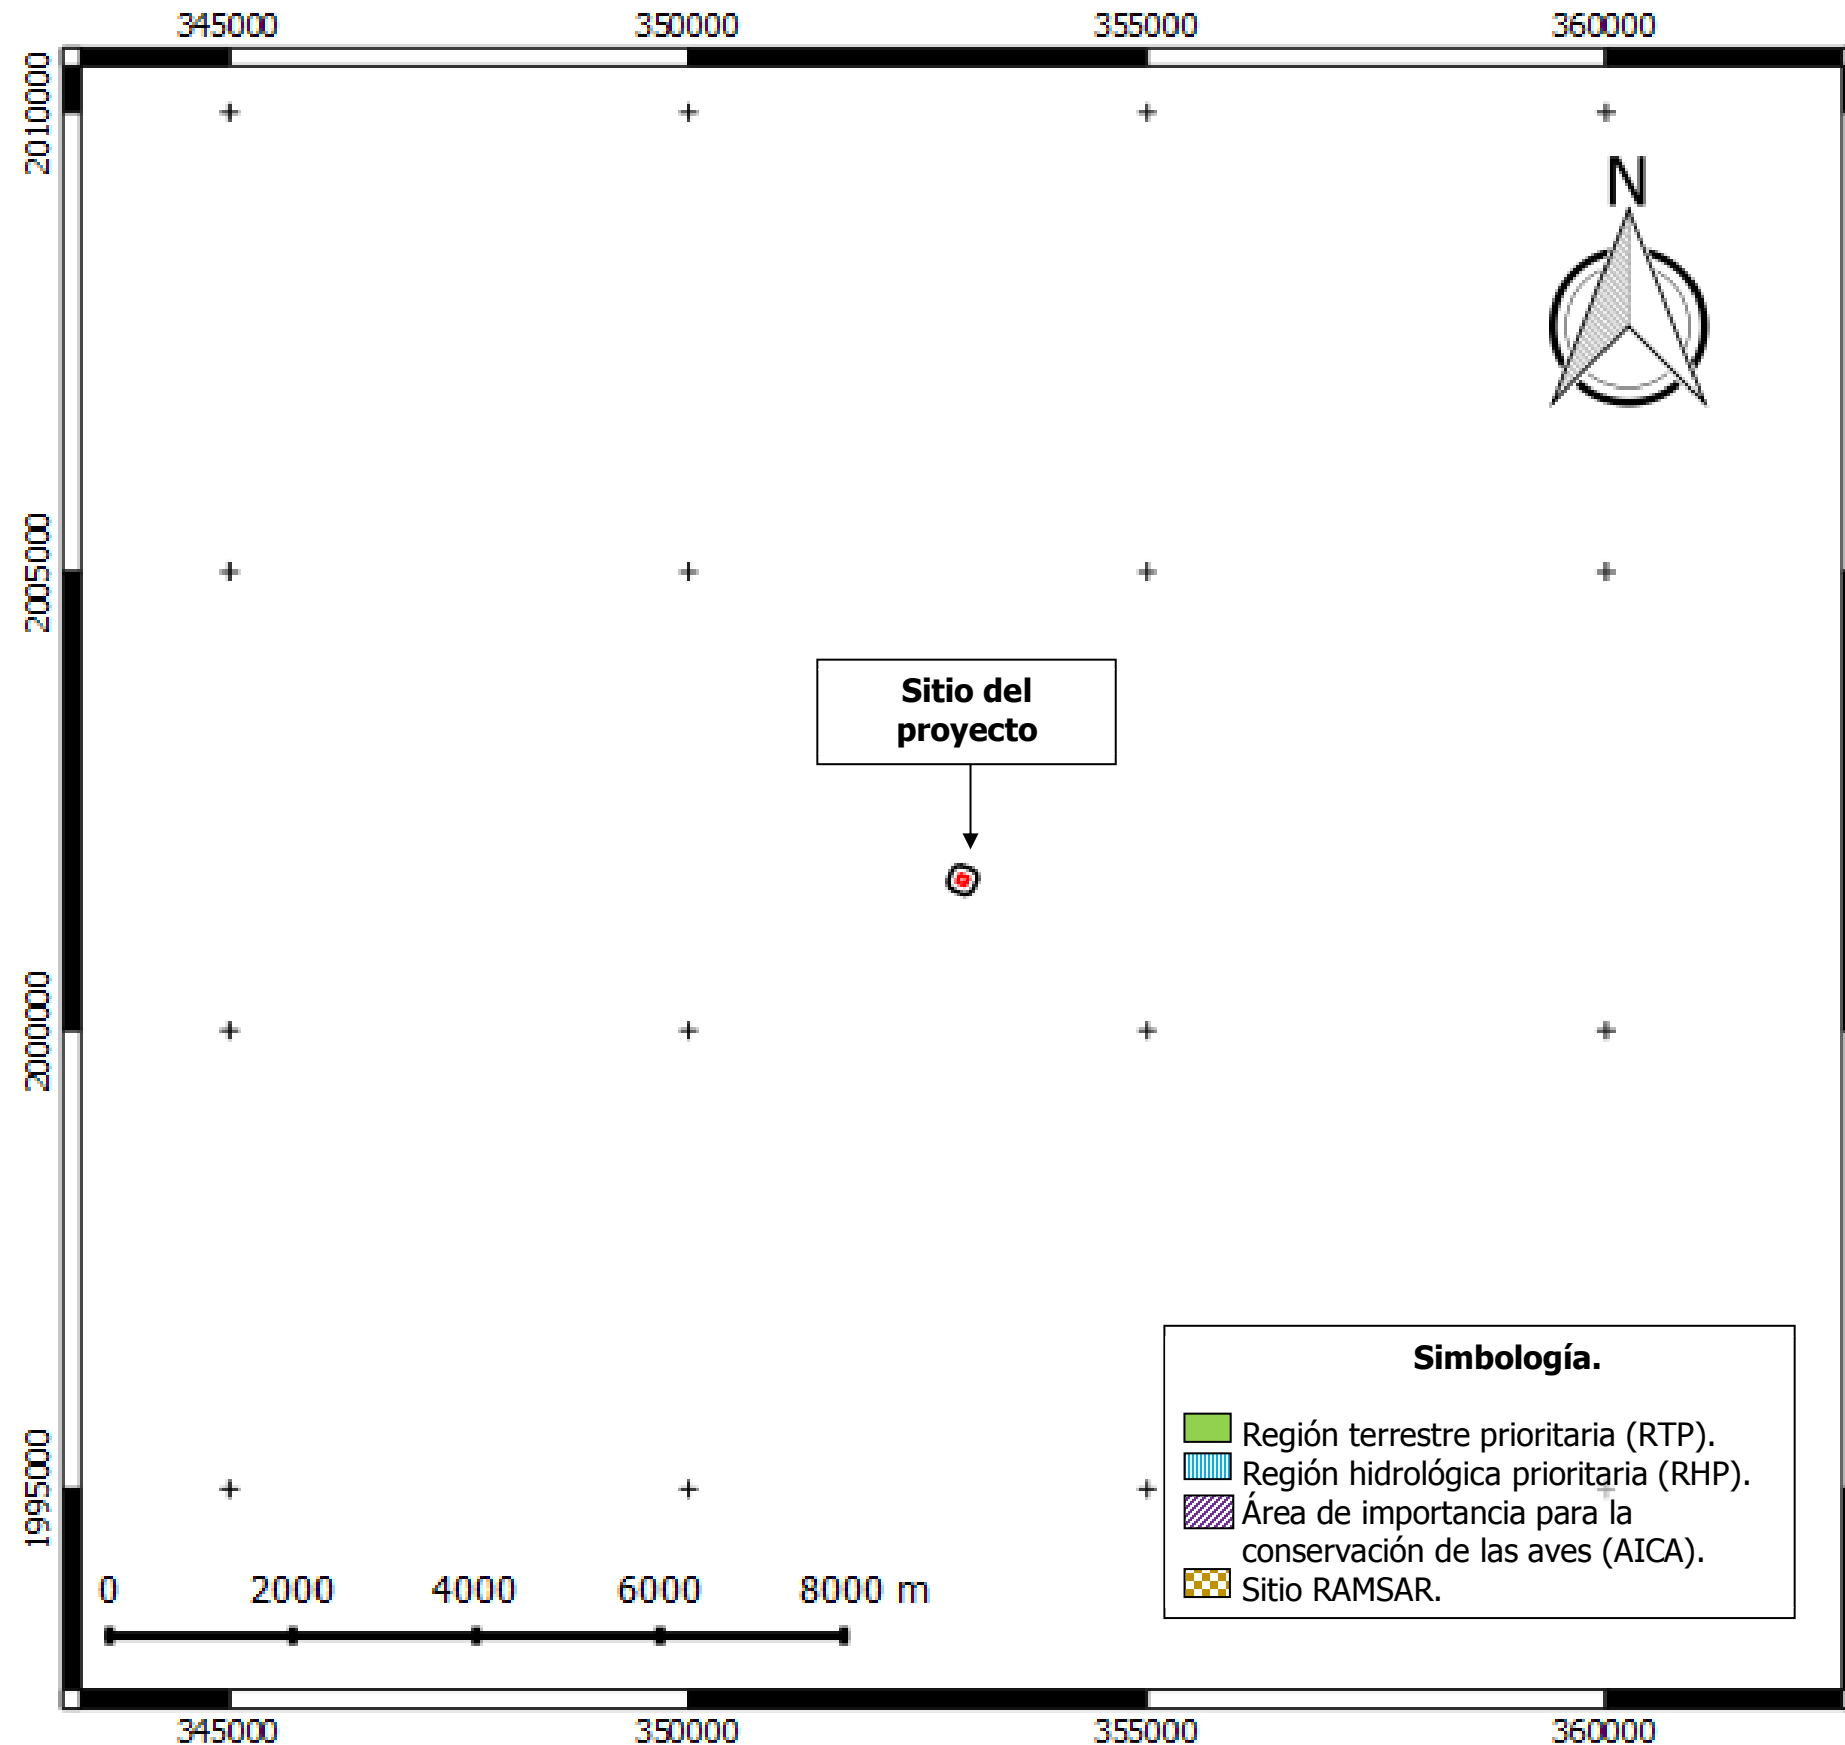 345000 350000 355000 360000
2010000
N
2005000
Sitio del
proyecto
2000000
1995000
Simbología.
Región terrestre prioritaria (RTP).
Región hidrológica prioritaria (RHP).
Área de importancia para la
conservación de las aves (AICA).
Sitio RAMSAR.
0 2000 4000 6000 8000 m
345000 350000 355000 360000